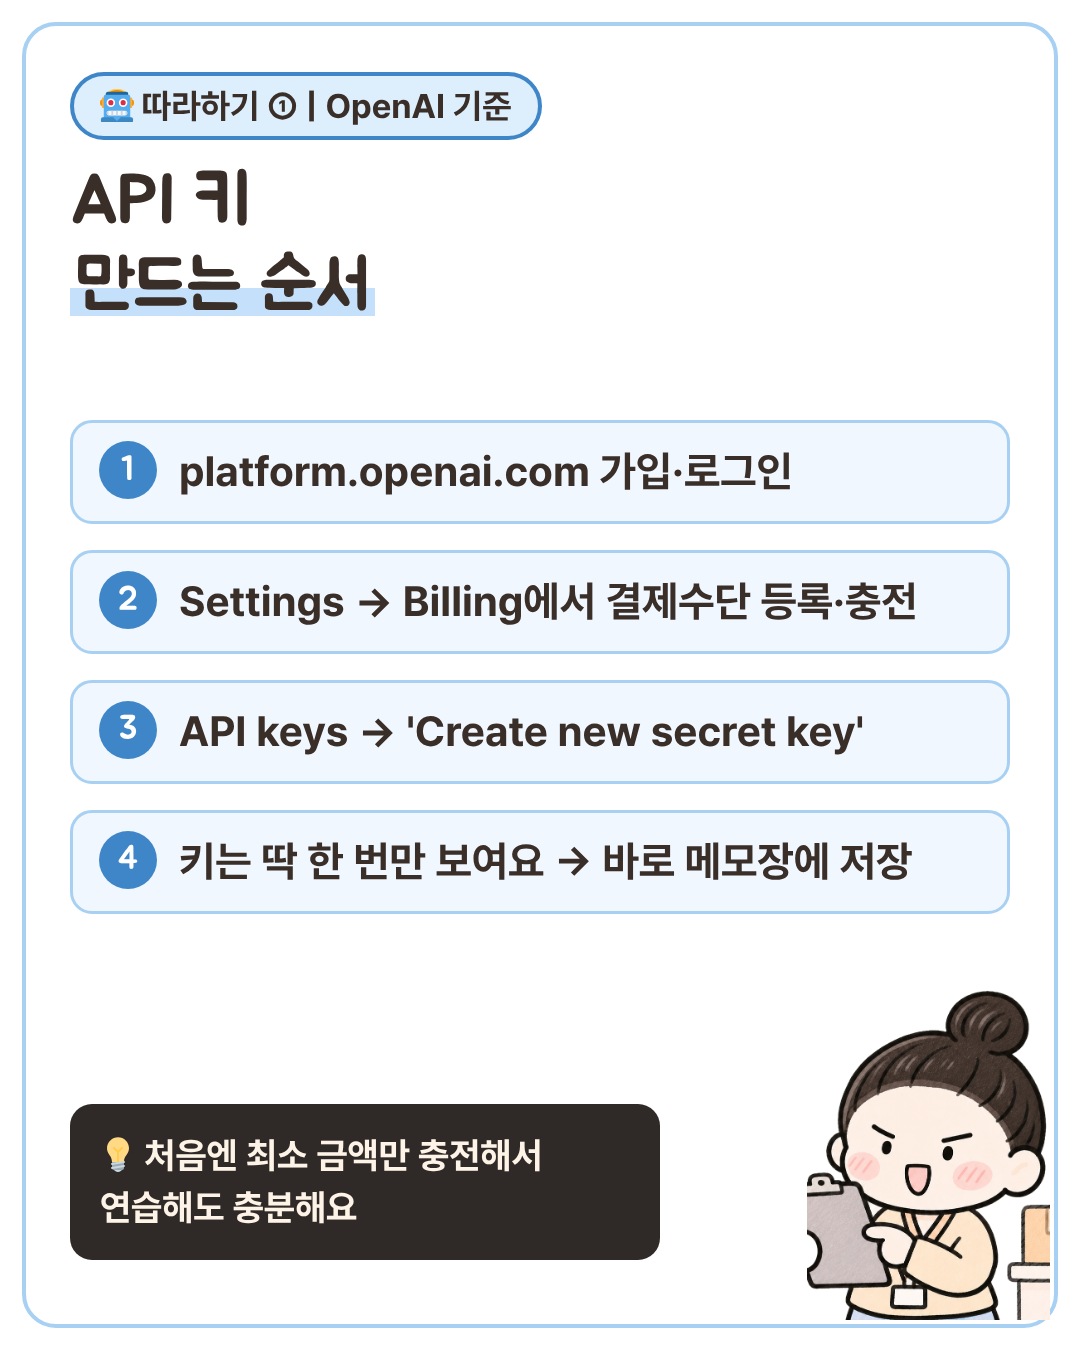 🤖 따라하기 ① | OpenAI 기준
API 키
만드는 순서
1 platform.openai.com 가입·로그인
2 Settings → Billing에서 결제수단 등록·충전
3 API keys → 'Create new secret key'
4 키는 딱 한 번만 보여요 → 바로 메모장에 저장
💡 처음엔 최소 금액만 충전해서
연습해도 충분해요